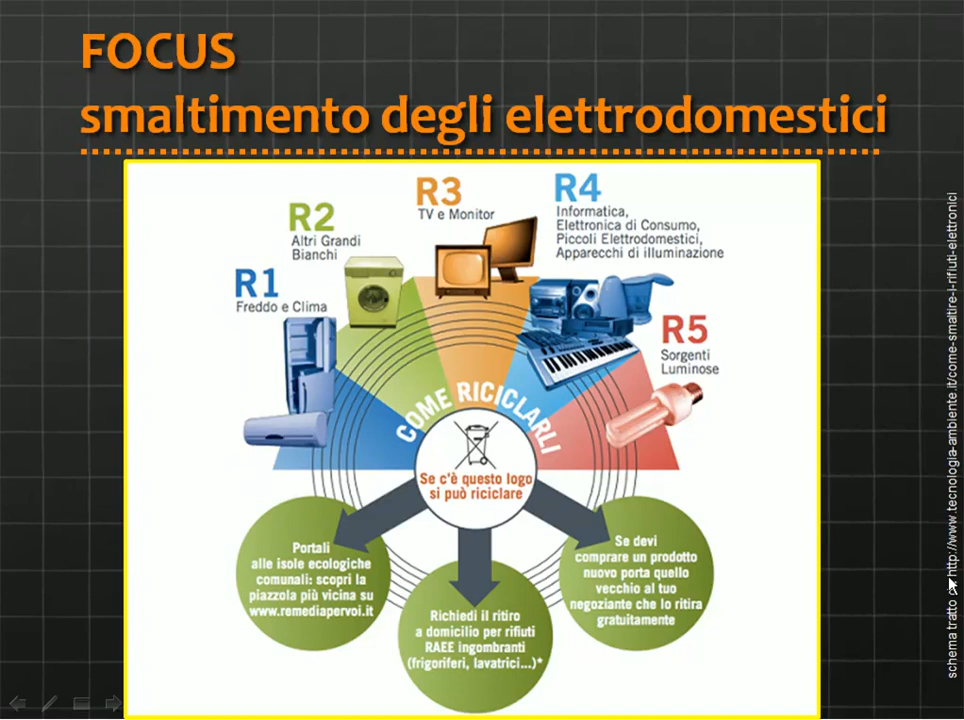 FOCUS
smaltimento degli elettrodomestici
R1
Freddo e Clima
R2
Altri Grandi
Bianchi
R3
TV e Monitor
R4
Informatica,
Elettronica di Consumo,
Piccoli Elettrodomestici,
Apparecchi di illuminazione
R5
Sorgenti
Luminose
COME RICICLARLI
Se c'è questo logo
si può riciclare
Portali
alle isole ecologiche
comunali: scopri la
piazzola più vicina su
www.remediapervoi.it
Richiedi il ritiro
a domicilio per rifiuti
RAEE ingombranti
(frigoriferi, lavatrici...)*
Se devi
comprare un prodotto
nuovo porta quello
vecchio al tuo
negoziante che lo ritira
gratuitamente
schema tratto http://www.tecnologia-ambiente.it/come-smaltire-i-rifiuti-elettronici